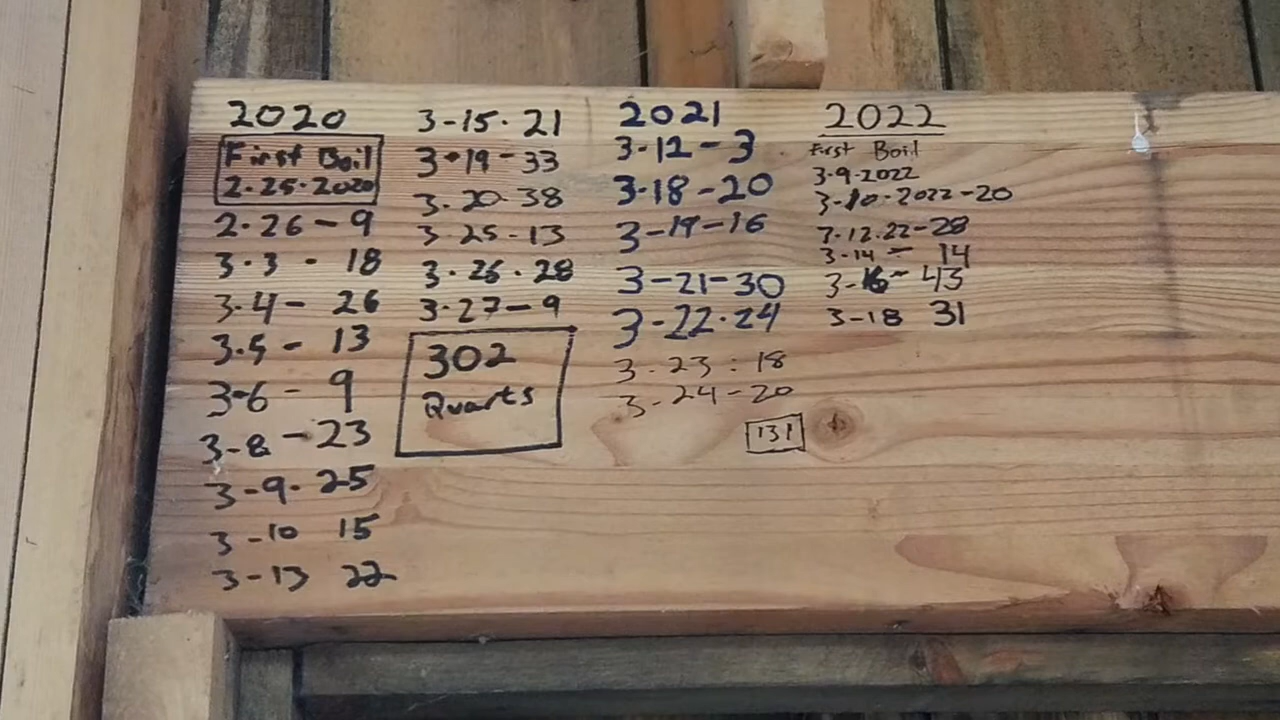 2020
First Boil
2.25.2020
2.26 - 9
3.3 - 18
3.4 - 26
3.5 - 13
3-6 - 9
3-8 - 23
3-9. 25
3-10 15
3-13 22
3-15. 21
3.19-33
3.20-38
3-25-13
3.26.28
3.27-9
302
Quarts
2021
3-12-3
3.18-20
3-19-16
3-21-30
3-22.24
3-23:18
3-24-20
131
2022
First Boil
3.9.2022
3-10-2022-20
3.12.22-28
3-14 - 14
3-16- 43
3-18 31